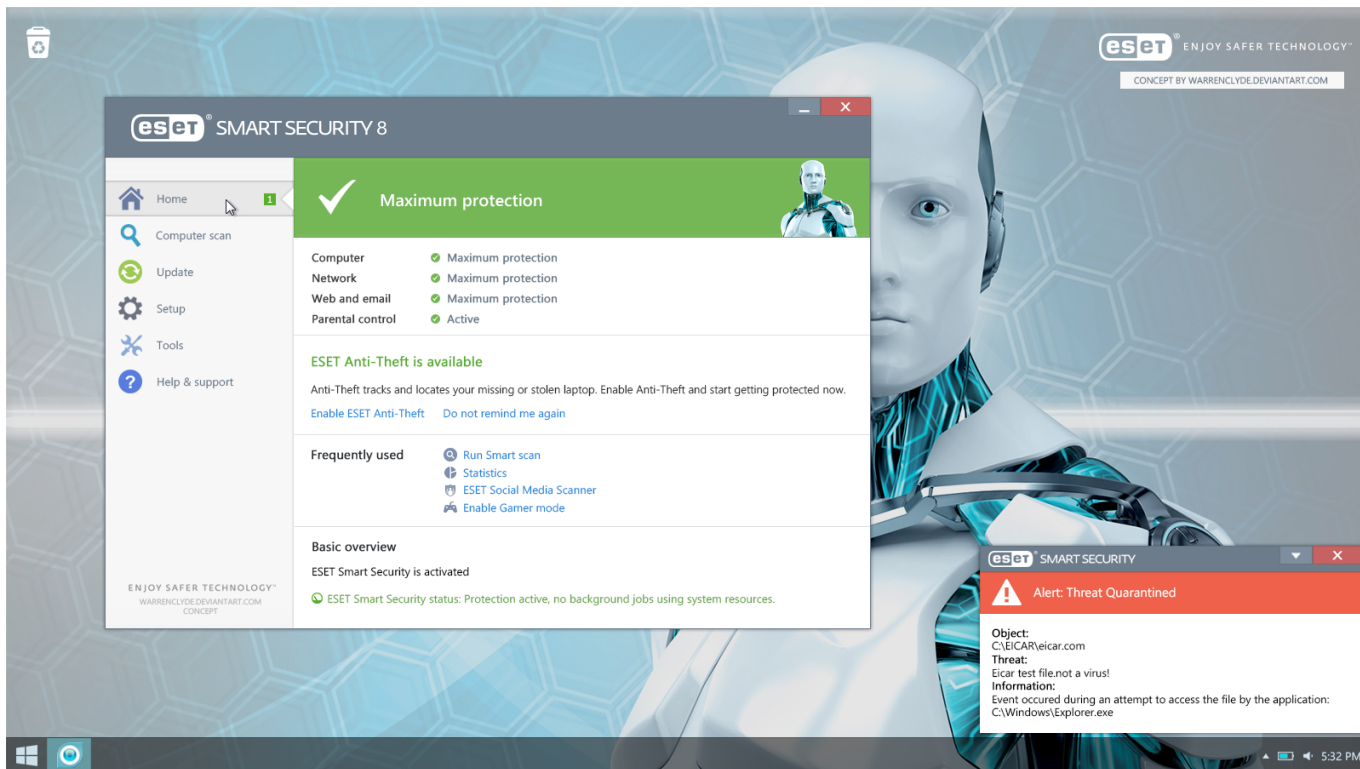 eset® ENJOY SAFER TECHNOLOGY™
CONCEPT BY WARRENCLYDE.DEVIANTART.COM
eset® SMART SECURITY 8
Home 1
Computer scan
Update
Setup
Tools
Help & support
ENJOY SAFER TECHNOLOGY™
WARRENCLYDE.DEVIANTART.COM
CONCEPT
Maximum protection
Computer Maximum protection
Network Maximum protection
Web and email Maximum protection
Parental control Active
ESET Anti-Theft is available
Anti-Theft tracks and locates your missing or stolen laptop. Enable Anti-Theft and start getting protected now.
Enable ESET Anti-Theft Do not remind me again
Frequently used Run Smart scan
Statistics
ESET Social Media Scanner
Enable Gamer mode
Basic overview
ESET Smart Security is activated
ESET Smart Security status: Protection active, no background jobs using system resources.
eset SMART SECURITY
Alert: Threat Quarantined
Object:
C:\EICAR\eicar.com
Threat:
Eicar test file.not a virus!
Information:
Event occured during an attempt to access the file by the application:
C:\Windows\Explorer.exe
5:32 PM